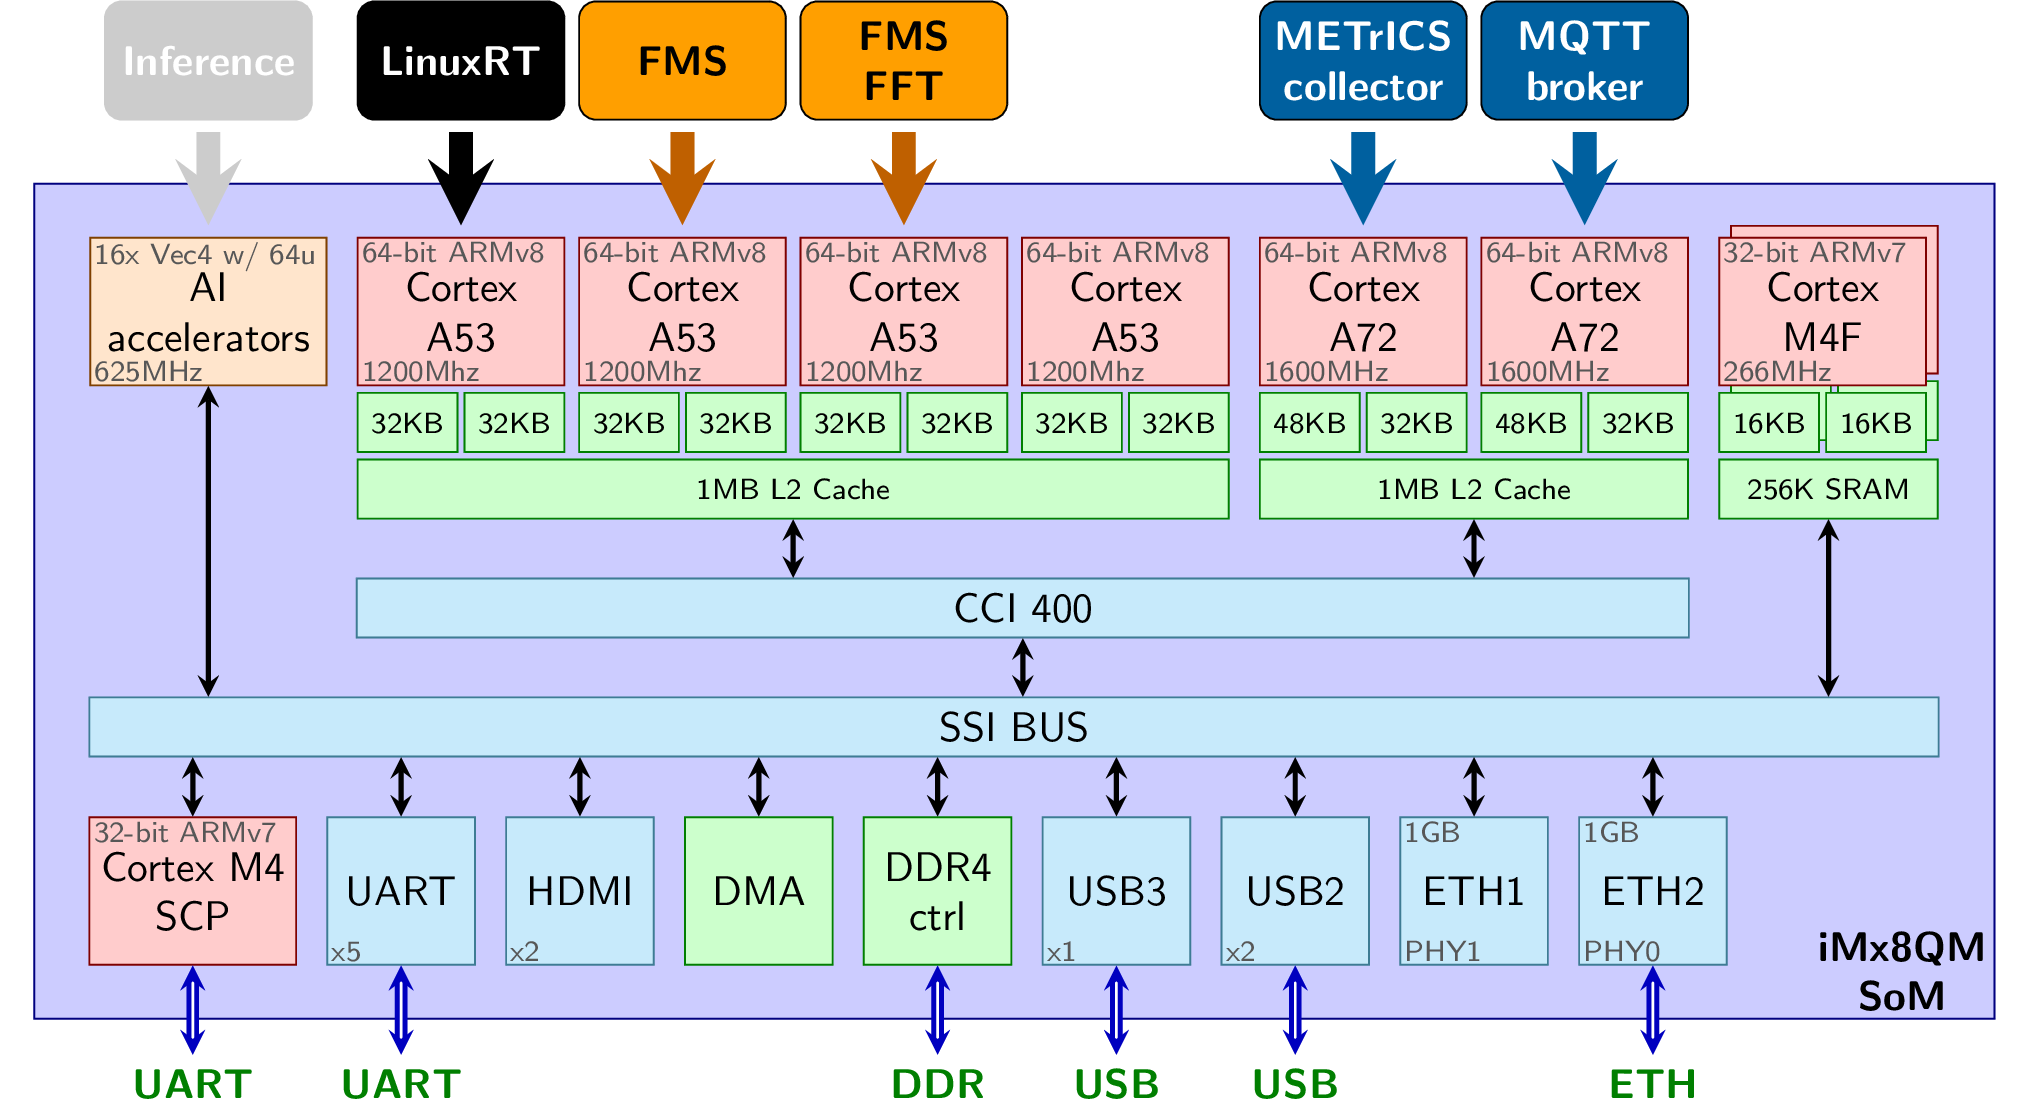 Inference
LinuxRT
FMS
FMS
FFT
METrICS
collector
MQTT
broker
16x Vec4 w/ 64u
AI
accelerators
625MHz
64-bit ARMv8
Cortex
A53
1200Mhz
64-bit ARMv8
Cortex
A53
1200Mhz
64-bit ARMv8
Cortex
A53
1200Mhz
64-bit ARMv8
Cortex
A53
1200Mhz
64-bit ARMv8
Cortex
A72
1600MHz
64-bit ARMv8
Cortex
A72
1600MHz
32-bit ARMv7
Cortex
M4F
266MHz
32KB
32KB
32KB
32KB
32KB
32KB
32KB
32KB
48KB
32KB
48KB
32KB
16KB
16KB
1MB L2 Cache
1MB L2 Cache
256K SRAM
CCI 400
SSI BUS
32-bit ARMv7
Cortex M4
SCP
UART
x5
HDMI
x2
DMA
DDR4
ctrl
USB3
x1
USB2
x2
1GB
ETH1
PHY1
1GB
ETH2
PHY0
iMx8QM
SoM
UART
UART
DDR
USB
USB
ETH